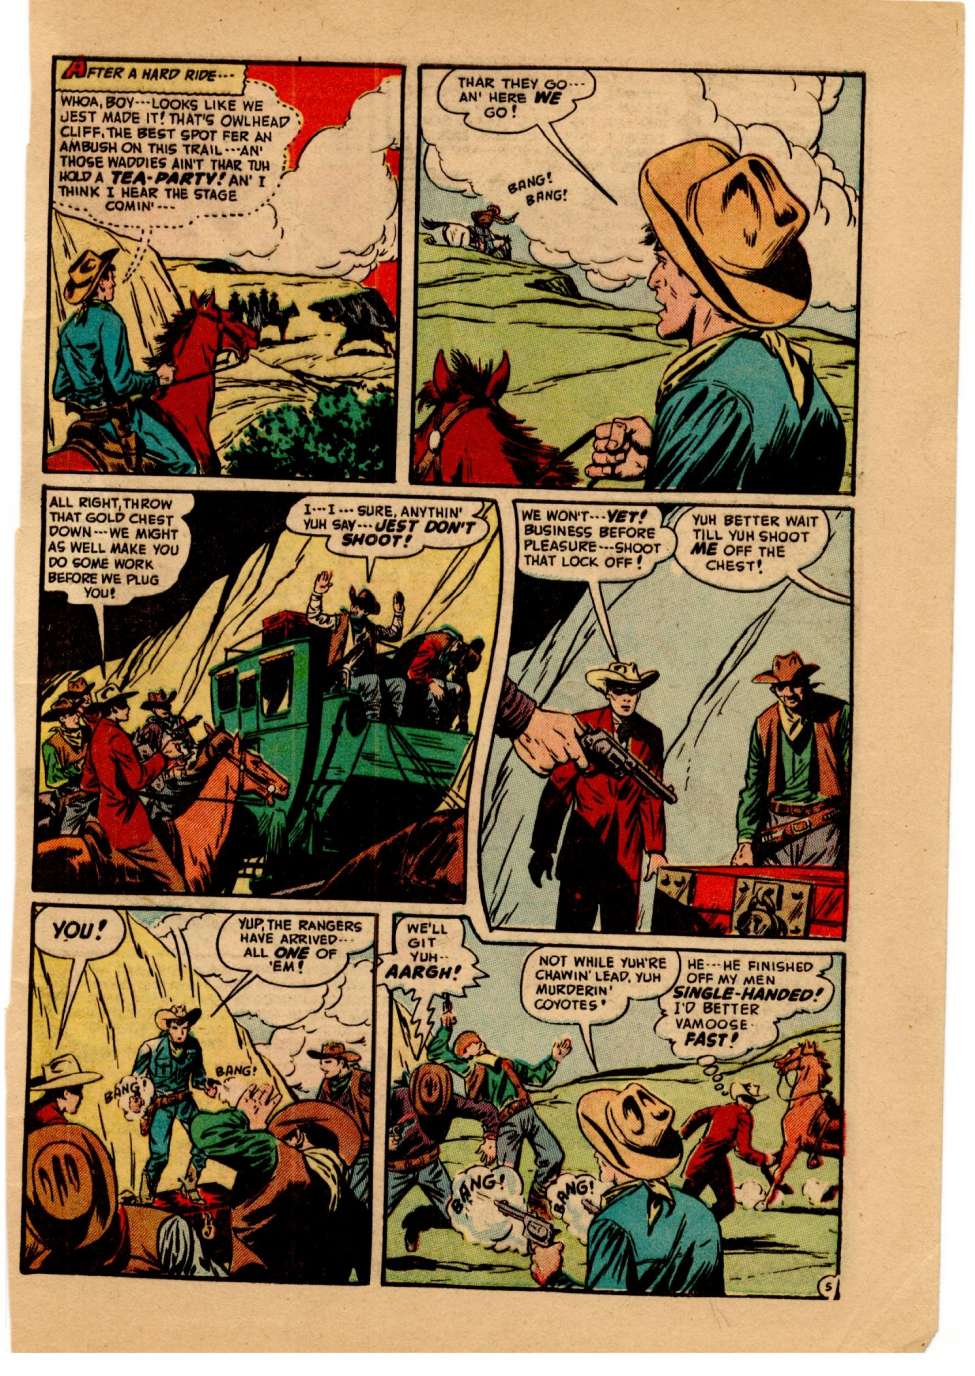 AFTER A HARD RIDE---
WHOA, BOY---LOOKS LIKE WE
JEST MADE IT! THAT'S OWLHEAD
CLIFF, THE BEST SPOT FER AN
AMBUSH ON THIS TRAIL---AN'
THOSE WADDIES AIN'T THAR TUH
HOLD A TEA-PARTY! AN' I
THINK I HEAR THE STAGE
COMIN'---
THAR THEY GO---
AN' HERE WE
GO!
BANG!
BANG!
ALL RIGHT, THROW
THAT GOLD CHEST
DOWN---WE MIGHT
AS WELL MAKE YOU
DO SOME WORK
BEFORE WE PLUG
YOU!
I---I---SURE, ANYTHIN'
YUH SAY---JEST DON'T
SHOOT!
WE WON'T---YET!
BUSINESS BEFORE
PLEASURE---SHOOT
THAT LOCK OFF!
YUH BETTER WAIT
TILL YUH SHOOT
ME OFF THE
CHEST!
YOU!
YUP, THE RANGERS
HAVE ARRIVED---
ALL ONE OF
'EM!
BANG!
BANG!
WE'LL
GIT
YUH--
AARGH!
NOT WHILE YUH'RE
CHAWIN' LEAD, YUH
MURDERIN'
COYOTES!
HE---HE FINISHED
OFF MY MEN
SINGLE-HANDED!
I'D BETTER
VAMOOSE-
FAST!
BANG!
BANG!
5